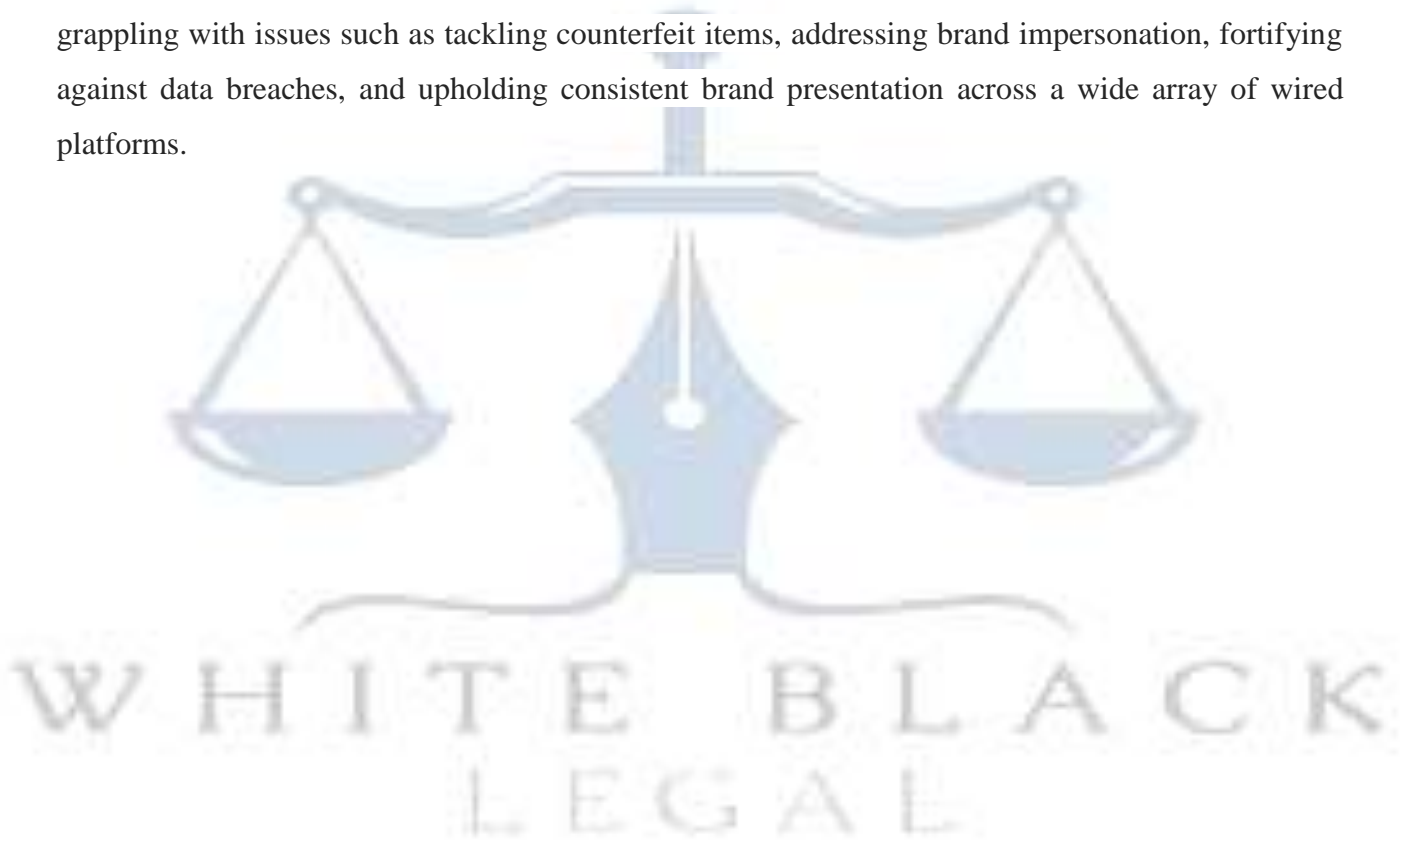 grappling with issues such as tackling counterfeit items, addressing brand impersonation, fortifying
against data breaches, and upholding consistent brand presentation across a wide array of wired
platforms.
WHITE BLACK
LEGAL